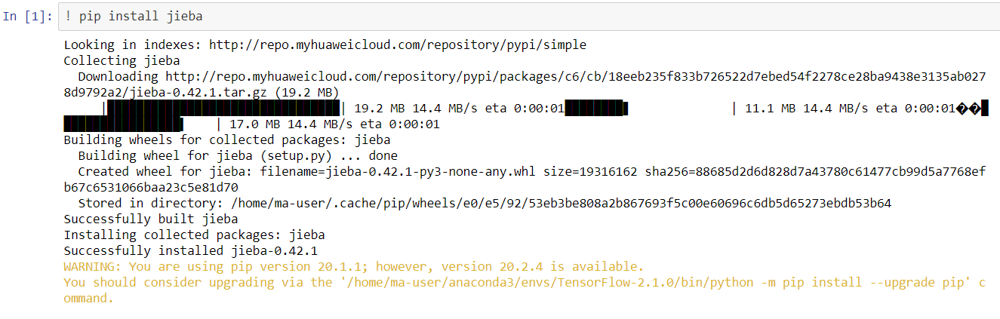 In [1]: ! pip install jieba
Looking in indexes: http://repo.myhuaweicloud.com/repository/pypi/simple
Collecting jieba
  Downloading http://repo.myhuaweicloud.com/repository/pypi/packages/c6/cb/18eeb235f833b726522d7ebed54f2278ce28ba9438e3135ab027
8d9792a2/jieba-0.42.1.tar.gz (19.2 MB)
     |████████████████████████████████| 19.2 MB 14.4 MB/s eta 0:00:01████████▊               | 11.1 MB 14.4 MB/s eta 0:00:01��█
████████████████▍    | 17.0 MB 14.4 MB/s eta 0:00:01
Building wheels for collected packages: jieba
  Building wheel for jieba (setup.py) ... done
  Created wheel for jieba: filename=jieba-0.42.1-py3-none-any.whl size=19316162 sha256=88685d2d6d828d7a43780c61477cb99d5a7768ef
b67c6531066baa23c5e81d70
  Stored in directory: /home/ma-user/.cache/pip/wheels/e0/e5/92/53eb3be808a2b867693f5c00e60696c6db5d65273ebdb53b64
Successfully built jieba
Installing collected packages: jieba
Successfully installed jieba-0.42.1
WARNING: You are using pip version 20.1.1; however, version 20.2.4 is available.
You should consider upgrading via the '/home/ma-user/anaconda3/envs/TensorFlow-2.1.0/bin/python -m pip install --upgrade pip' c
ommand.